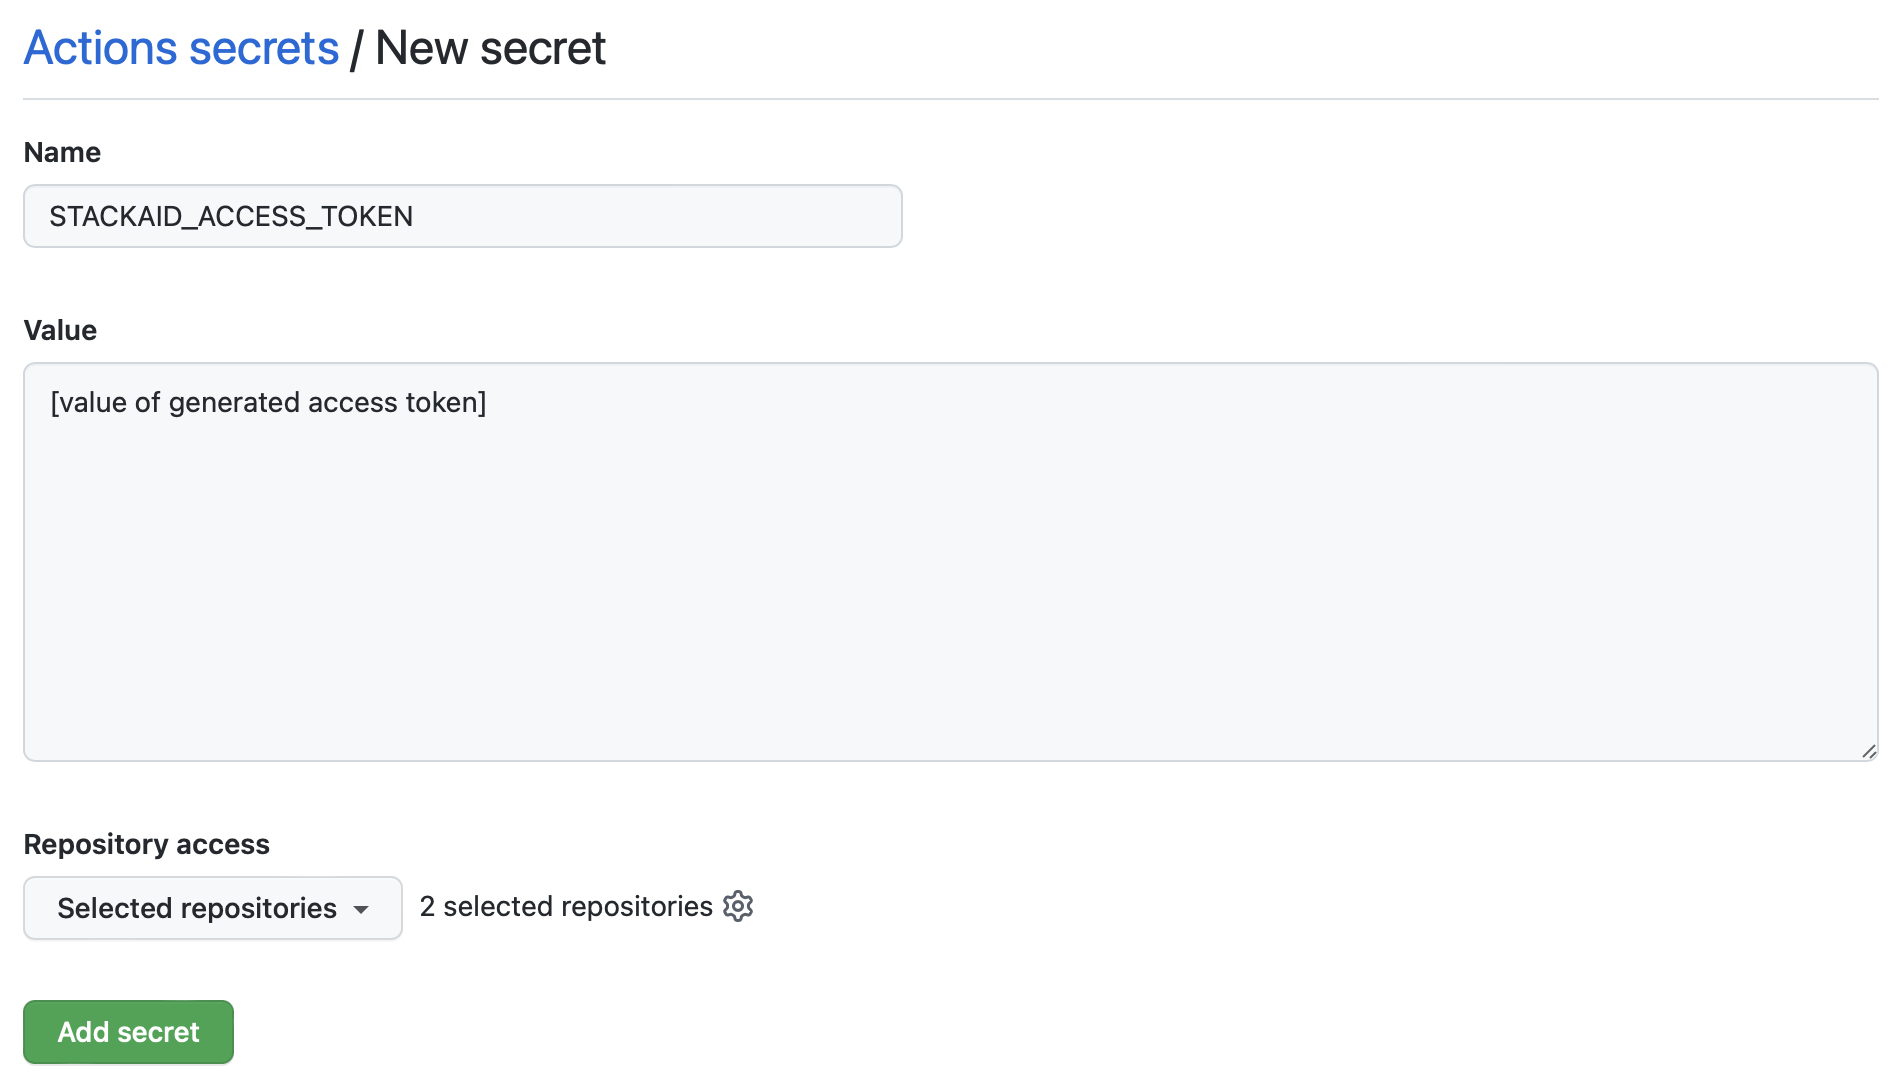 Actions secrets / New secret
Name
STACKAID_ACCESS_TOKEN
Value
[value of generated access token]
Repository access
Selected repositories 2 selected repositories
Add secret